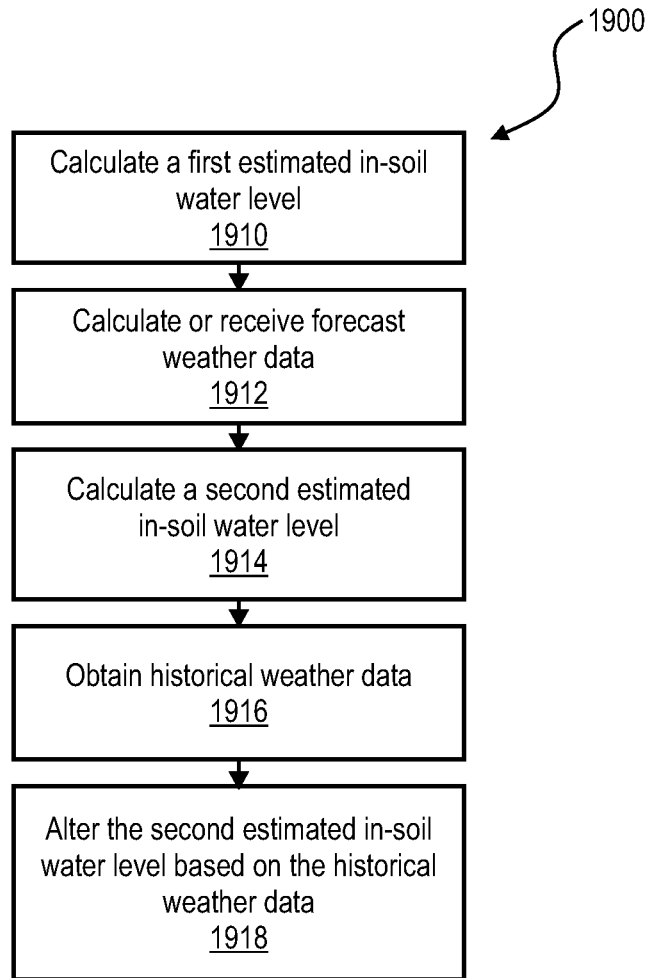 1900
Calculate a first estimated in-soil
water level
1910
Calculate or receive forecast
weather data
1912
Calculate a second estimated
in-soil water level
1914
Obtain historical weather data
1916
Alter the second estimated in-soil
water level based on the historical
weather data
1918